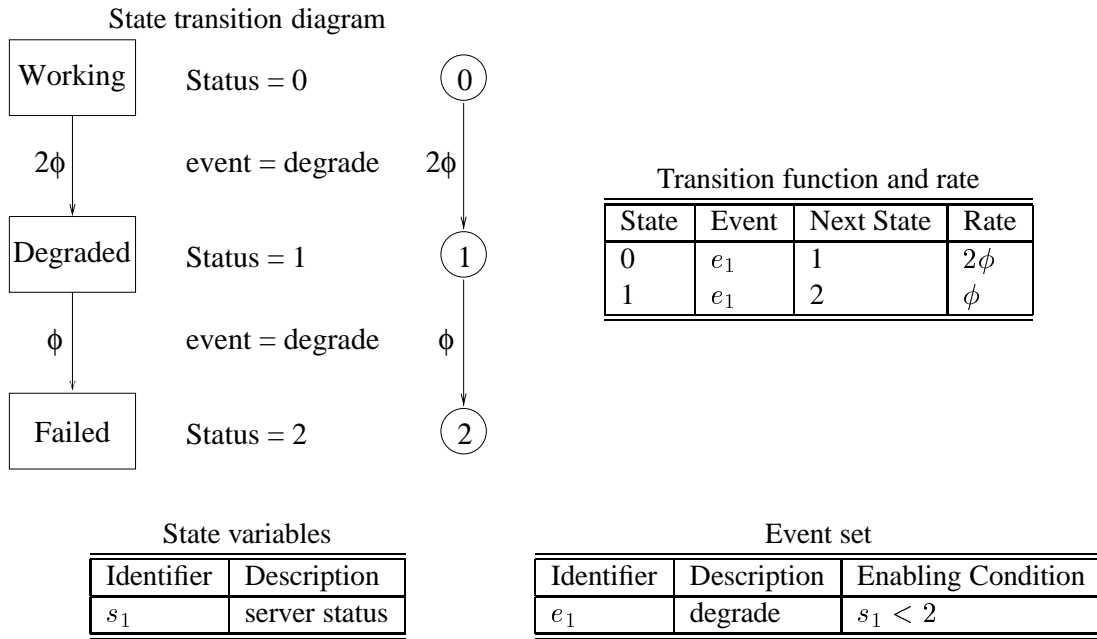 State transition diagram
Working Status = 0 0
2ϕ event = degrade 2ϕ
Degraded Status = 1 1
ϕ event = degrade ϕ
Failed Status = 2 2
Transition function and rate
State Event Next State Rate
0 e₁ 1 2ϕ
1 e₁ 2 ϕ
State variables
Identifier Description
s₁ server status
Event set
Identifier Description Enabling Condition
e₁ degrade s₁ < 2